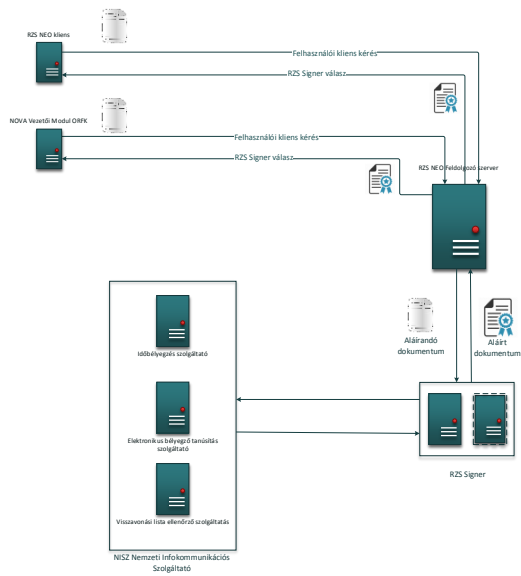 RZS NEO kliens
Felhasználói kliens kérés
RZS Signer válasz
NOVA Vezetői Modul ORFK
Felhasználói kliens kérés
RZS Signer válasz
RZS NEO Feldolgozó szerver
Aláírandó
dokumentum
Aláírt
dokumentum
Időbélyegzés szolgáltató
Elektronikus bélyegző tanúsítás
szolgáltató
Visszavonási lista ellenőrző szolgáltatás
RZS Signer
NISZ Nemzeti Infokommunikációs
Szolgáltató